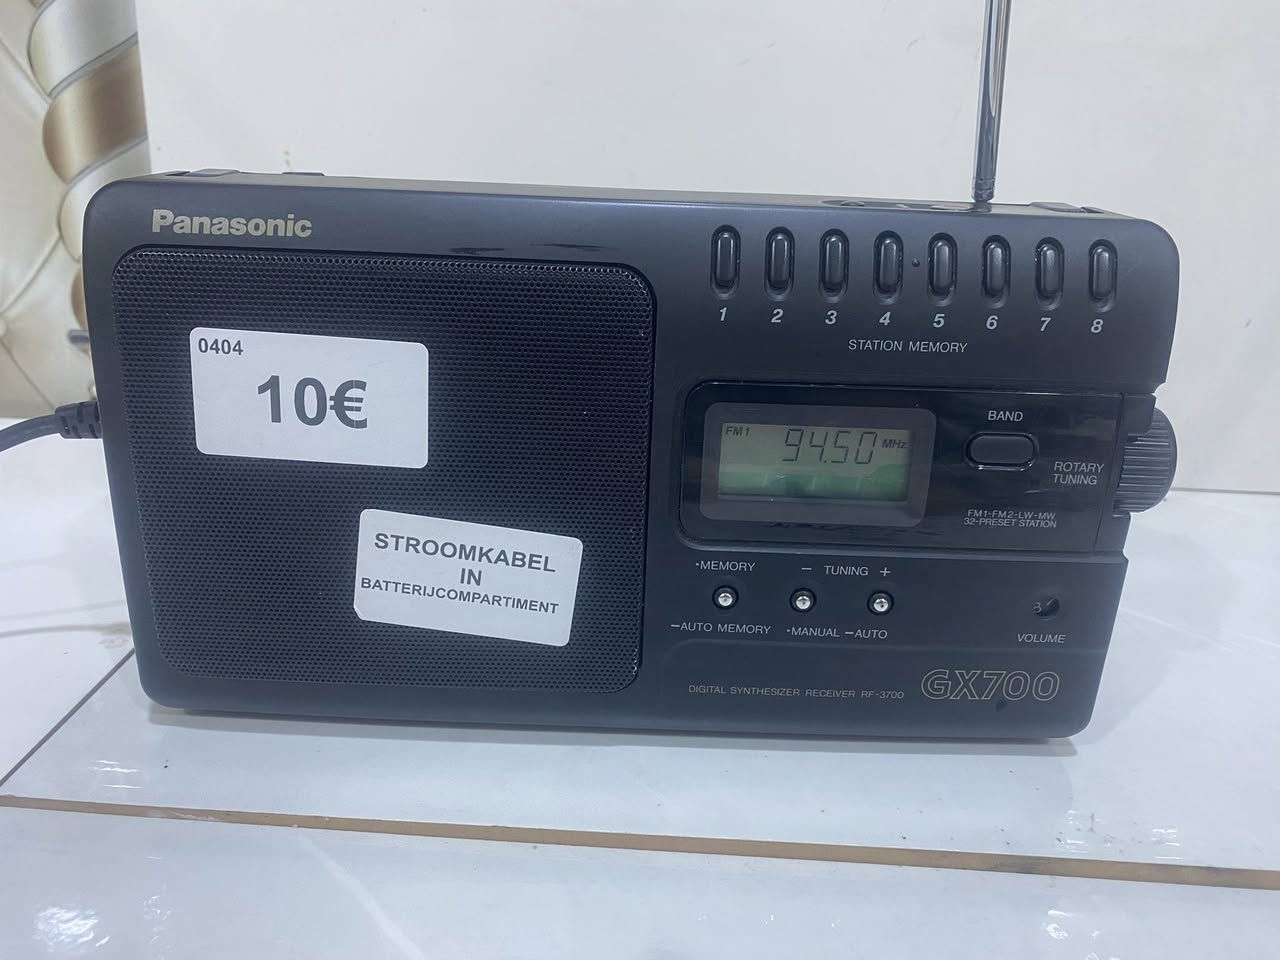 Panasonic
0404
10€
STROOMKABEL
IN
BATTERIJCOMPARTIMENT
1 2 3 4 5 6 7 8
STATION MEMORY
FM1 94.50 MHz
BAND
ROTARY
TUNING
FM1-FM2-LW-MW
32-PRESET STATION
•MEMORY
− TUNING +
−AUTO MEMORY
•MANUAL −AUTO
VOLUME
DIGITAL SYNTHESIZER RECEIVER RF-3700
GX700